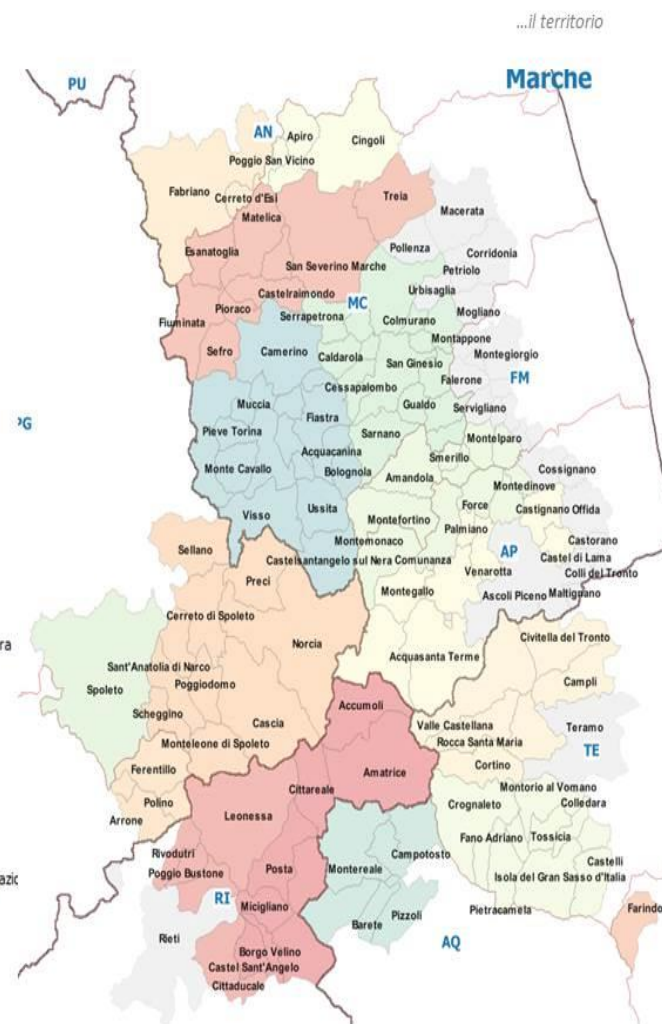 ...il territorio
PU
Marche
AN
Apiro
Cingoli
Poggio San Vicino
Fabriano
Cerreto d'Esi
Treia
Matelica
Macerata
Esanatoglia
Pollenza
Corridonia
San Severino Marche
Petriolo
Castelraimondo
MC
Urbisaglia
Pioraco
Serrapetrona
Colmurano
Mogliano
Fiuminata
Montappone
Sefro
Camerino
Caldarola
San Ginesio
Montegiorgio
FM
Cessapalombo
Falerone
Muccia
Gualdo
Servigliano
Fiastra
PG
Pieve Torina
Sarnano
Montelparo
Acquacanina
Smerillo
Monte Cavallo
Bolognola
Amandola
Cossignano
Montedinove
Visso
Ussita
Force
Castignano
Offida
Montefortino
Palmiano
Sellano
Montemonaco
Castorano
AP
Castelsantangelo sul Nera
Comunanza
Castel di Lama
Venarotta
Colli del Tronto
Preci
Montegallo
Ascoli Piceno
Maltignano
Cerreto di Spoleto
Norcia
Civitella del Tronto
Acquasanta Terme
Sant'Anatolia di Narco
Spoleto
Poggiodomo
Campli
Scheggino
Accumoli
Cascia
Valle Castellana
Teramo
Monteleone di Spoleto
Rocca Santa Maria
TE
Ferentillo
Cortino
Amatrice
Cittareale
Montorio al Vomano
Polino
Crognaleto
Colledara
Arrone
Leonessa
Fano Adriano
Tossicia
Rivodutri
Campotosto
Castelli
Poggio Bustone
Posta
Montereale
Isola del Gran Sasso d'Italia
RI
Micigliano
Pietracamela
Farindo
Pizzoli
Barete
Rieti
AQ
Borgo Velino
Castel Sant'Angelo
Cittaducale